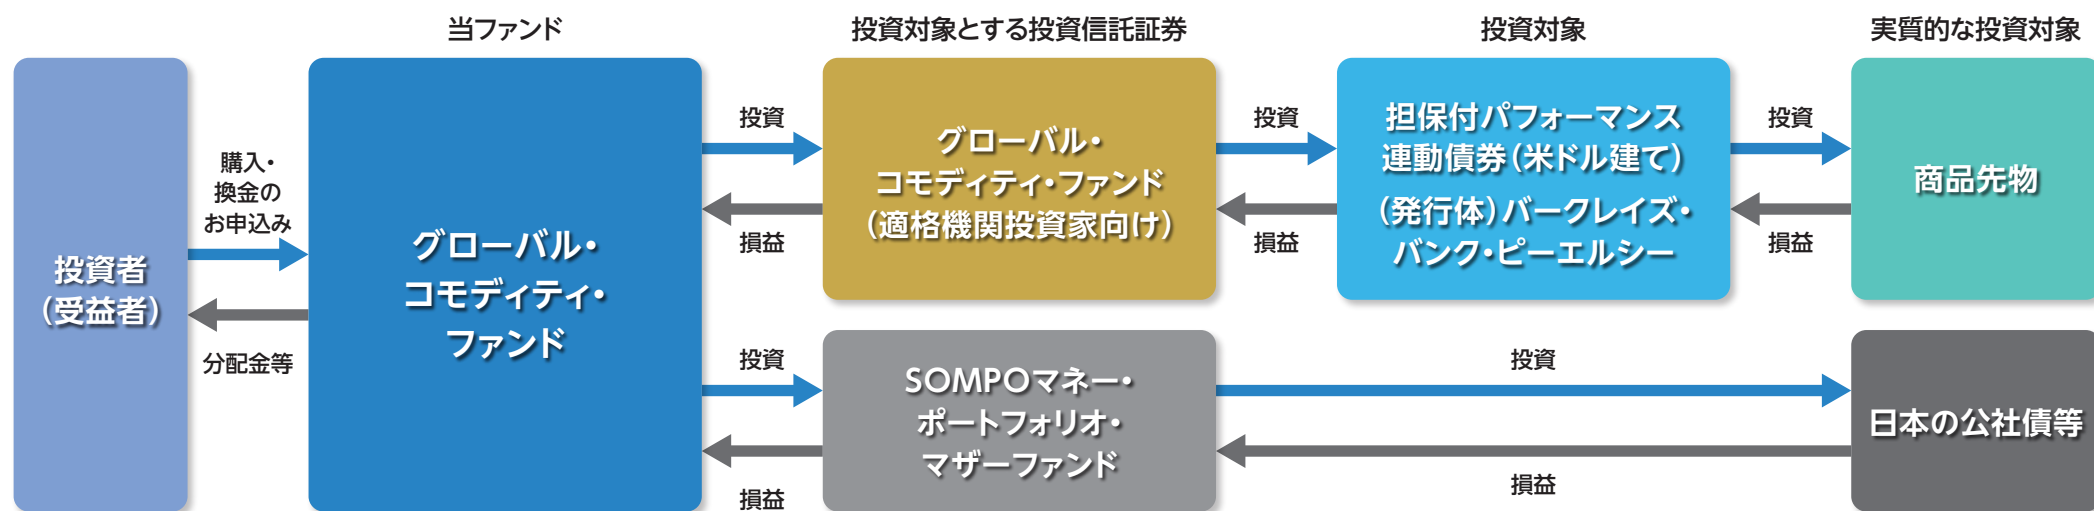 当ファンド
投資対象とする投資信託証券
投資対象
実質的な投資対象
投資者
（受益者）
購入・
換金の
お申込み
分配金等
グローバル・
コモディティ・
ファンド
投資
損益
グローバル・
コモディティ・ファンド
（適格機関投資家向け）
投資
損益
担保付パフォーマンス
連動債券（米ドル建て）
（発行体）バークレイズ・
バンク・ピーエルシー
投資
損益
商品先物
投資
損益
SOMPOマネー・
ポートフォリオ・
マザーファンド
投資
損益
日本の公社債等